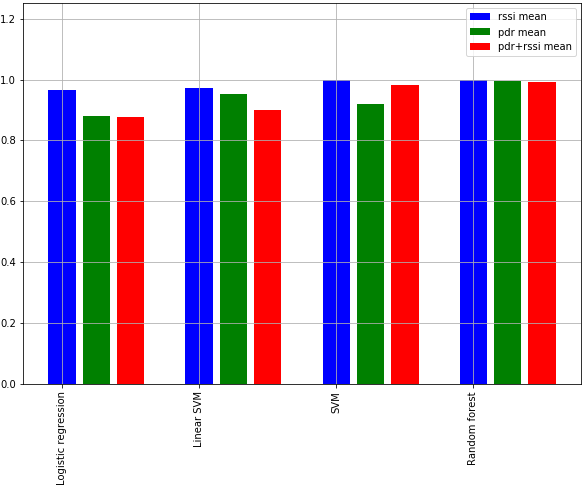 1.2
1.0
0.8
0.6
0.4
0.2
0.0
rssi mean
pdr mean
pdr+rssi mean
Logistic regression
Linear SVM
SVM
Random forest